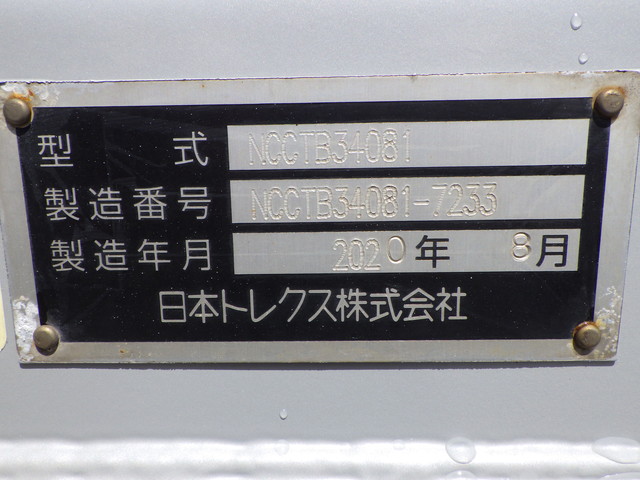 型式 NCCTB34081
製造番号 NCCTB34081-7233
製造年月 2020年 8月
日本トレクス株式会社